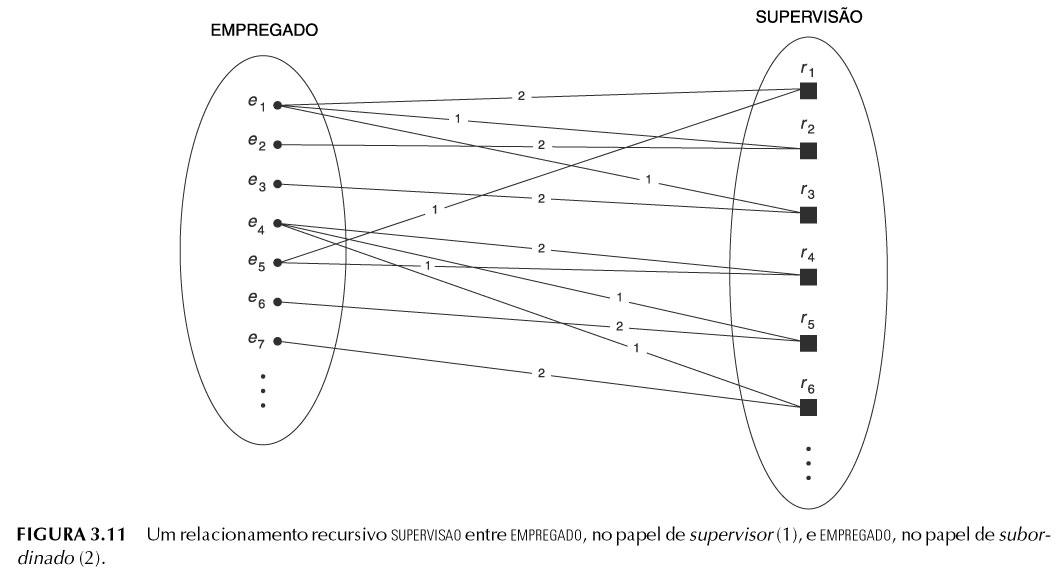 SUPERVISÃO
EMPREGADO
r1
e1
2
1
r2
e2
2
r3
e3
1
2
1
e4
r4
2
e5
1
e6
1
r5
2
e7
1
2
r6
FIGURA 3.11 Um relacionamento recursivo SUPERVISAO entre EMPREGADO, no papel de supervisor (1), e EMPREGADO, no papel de subor-
dinado (2).